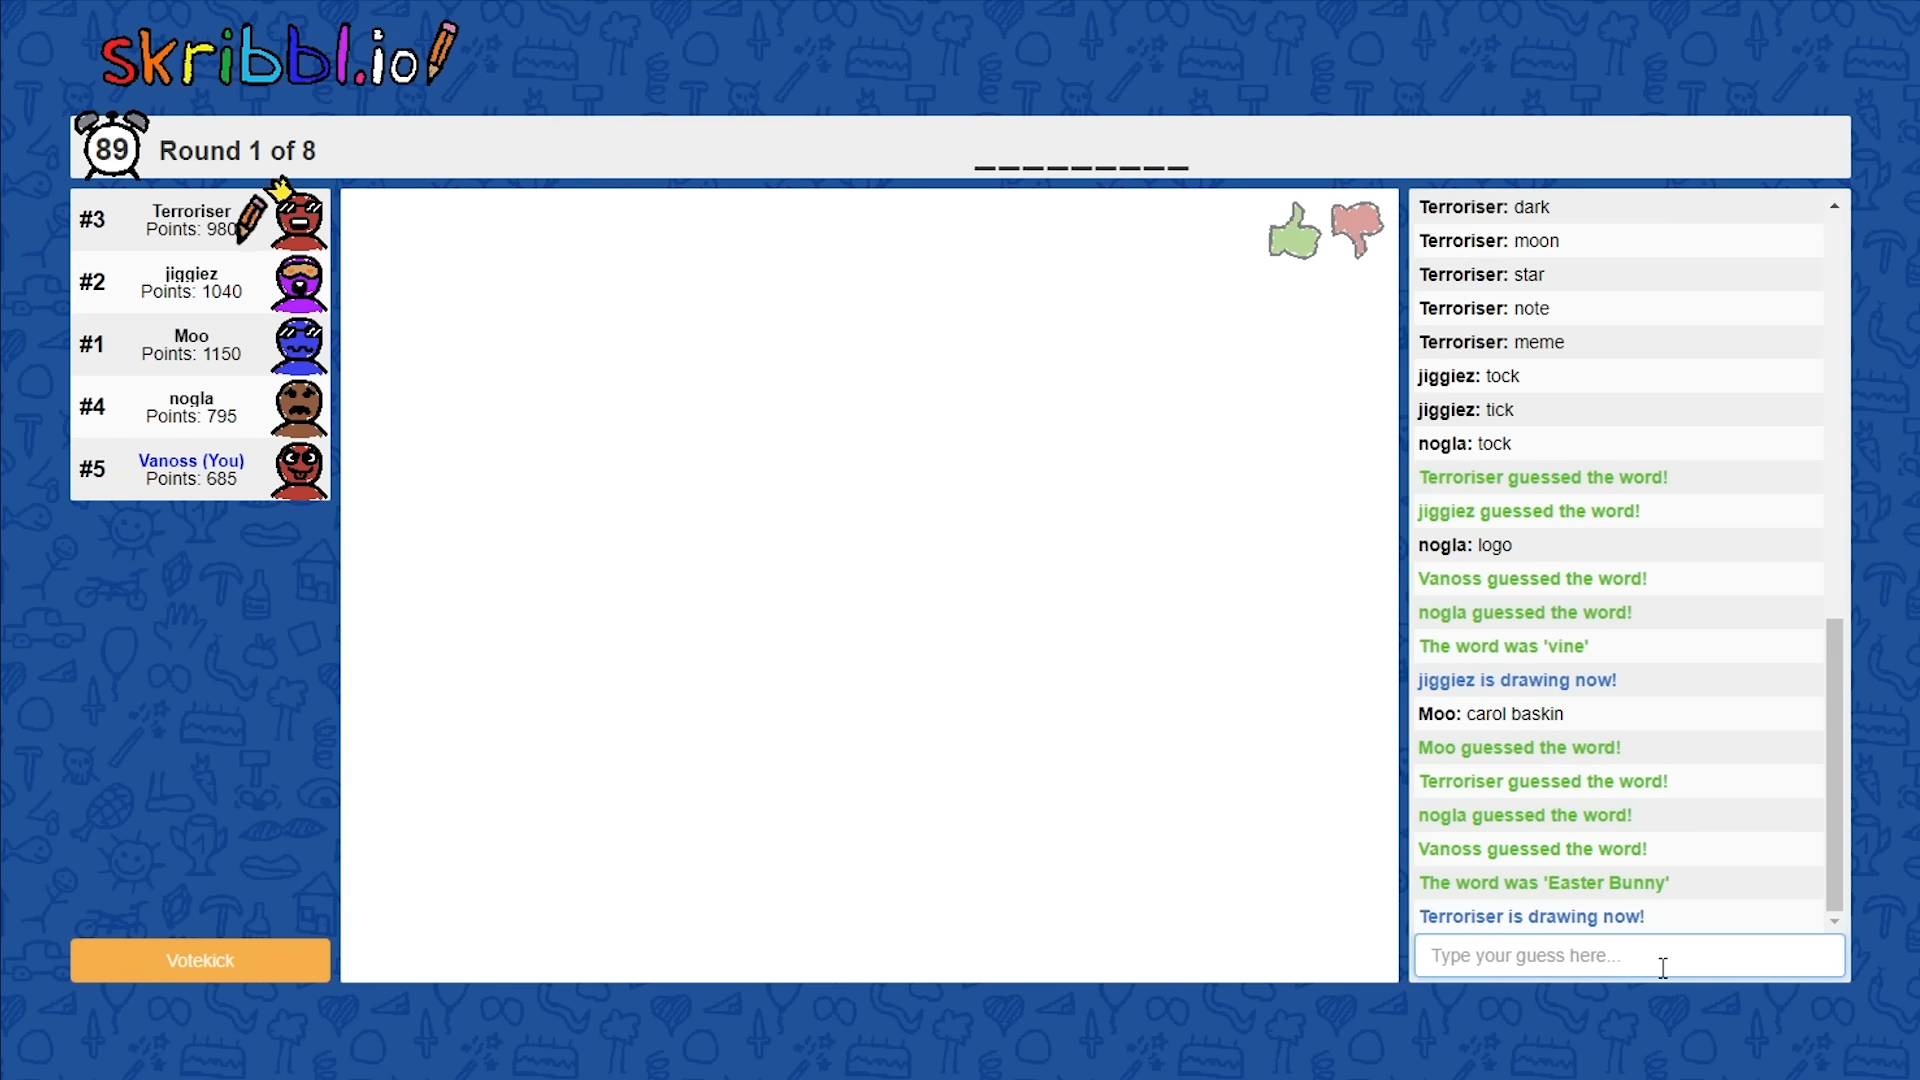 skribbl.io
89
Round 1 of 8
_________
#3
Terroriser
Points: 980
#2
jiggiez
Points: 1040
#1
Moo
Points: 1150
#4
nogla
Points: 795
#5
Vanoss (You)
Points: 685
Votekick
Terroriser: dark
Terroriser: moon
Terroriser: star
Terroriser: note
Terroriser: meme
jiggiez: tock
jiggiez: tick
nogla: tock
Terroriser guessed the word!
jiggiez guessed the word!
nogla: logo
Vanoss guessed the word!
nogla guessed the word!
The word was 'vine'
jiggiez is drawing now!
Moo: carol baskin
Moo guessed the word!
Terroriser guessed the word!
nogla guessed the word!
Vanoss guessed the word!
The word was 'Easter Bunny'
Terroriser is drawing now!
Type your guess here...